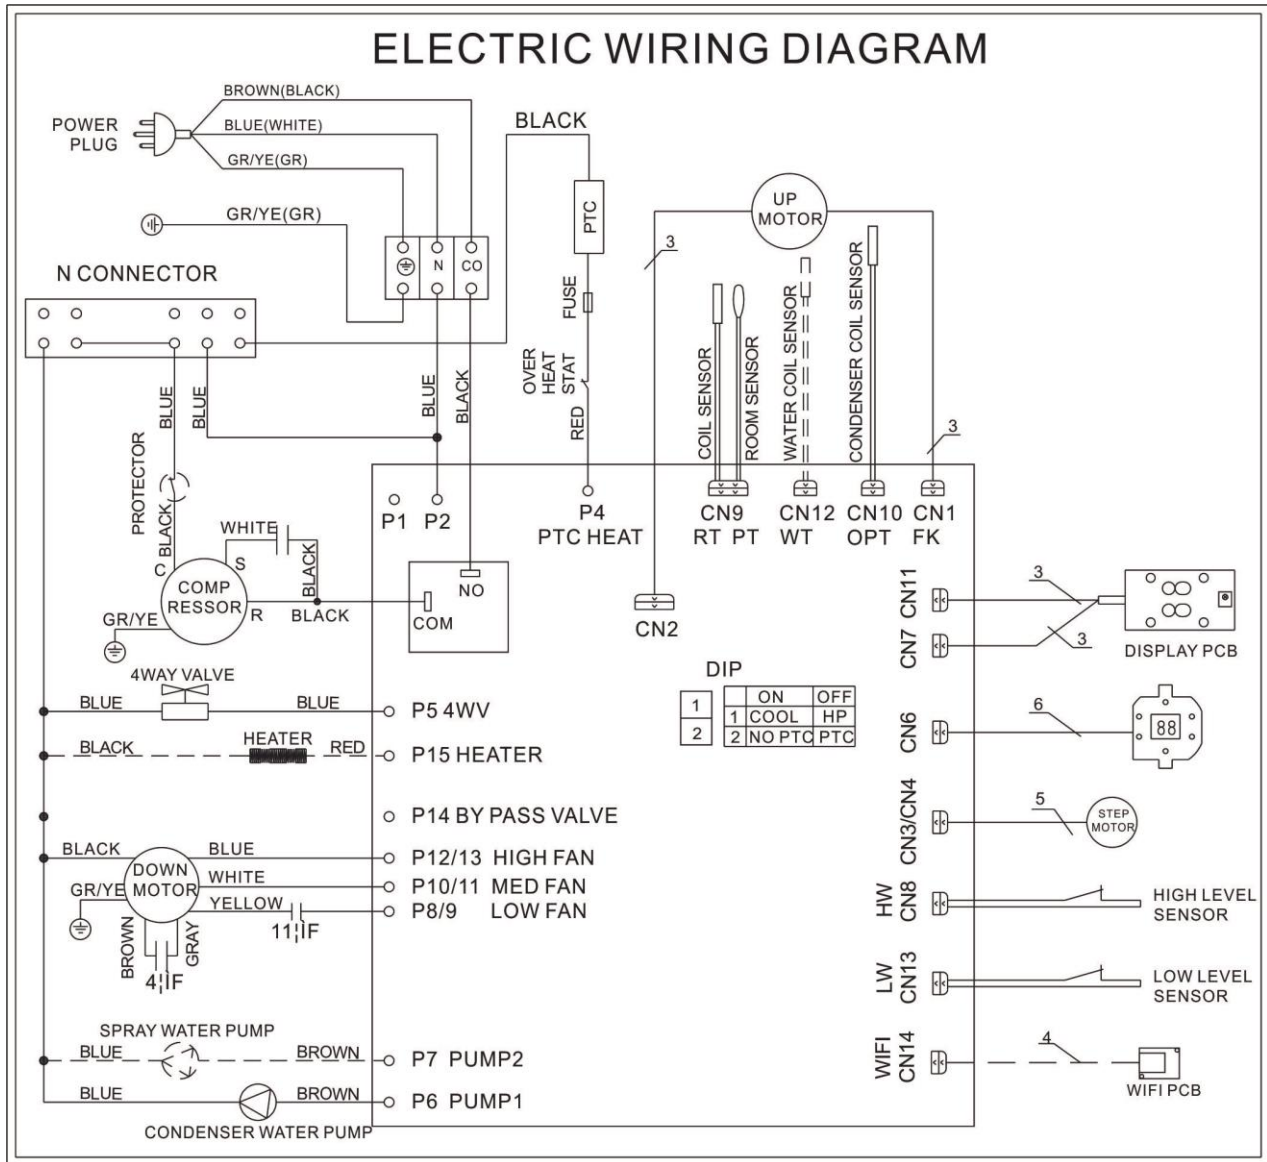 ELECTRIC WIRING DIAGRAM
BROWN(BLACK)
POWER
PLUG
BLUE(WHITE)
BLACK
GR/YE(GR)
PTC
UP
MOTOR
GR/YE(GR)
3
N CONNECTOR
N
CO
FUSE
OVER
HEAT
STAT
RED
COIL SENSOR
ROOM SENSOR
WATER COIL SENSOR
CONDENSER COIL SENSOR
3
BLUE
BLUE
BLUE
BLACK
PROTECTOR
BLACK
P1
P2
P4
PTC HEAT
CN9
RT PT
CN12
WT
CN10
OPT
CN1
FK
WHITE
BLACK
C
S
COMP
RESSOR
R
BLACK
GR/YE
NO
COM
CN2
CN11
3
CN7
3
DISPLAY PCB
4WAY VALVE
BLUE
BLUE
P5 4WV
DIP
1
2
ON OFF
1 COOL HP
2 NO PTC PTC
CN6
6
88
BLACK
HEATER
RED
P15 HEATER
P14 BY PASS VALVE
CN3/CN4
5
STEP
MOTOR
BLACK
BLUE
P12/13 HIGH FAN
DOWN
MOTOR
GR/YE
WHITE
P10/11 MED FAN
YELLOW
P8/9 LOW FAN
11¦ÌF
BROWN
GRAY
4¦ÌF
HW
CN8
HIGH LEVEL
SENSOR
LW
CN13
LOW LEVEL
SENSOR
SPRAY WATER PUMP
BLUE
BROWN
P7 PUMP2
WIFI
CN14
4
WIFI PCB
BLUE
BROWN
P6 PUMP1
CONDENSER WATER PUMP